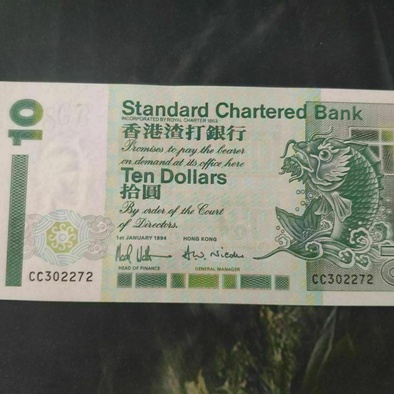 10
Standard Chartered Bank
INCORPORATED BY ROYAL CHARTER 1853
香港渣打銀行
Promises to pay the bearer
on demand at its office here
Ten Dollars
拾圓
By order of the Court
of Directors.
1ST JANUARY 1994 HONG KONG
HEAD OF FINANCE GENERAL MANAGER
CC302272 CC302272